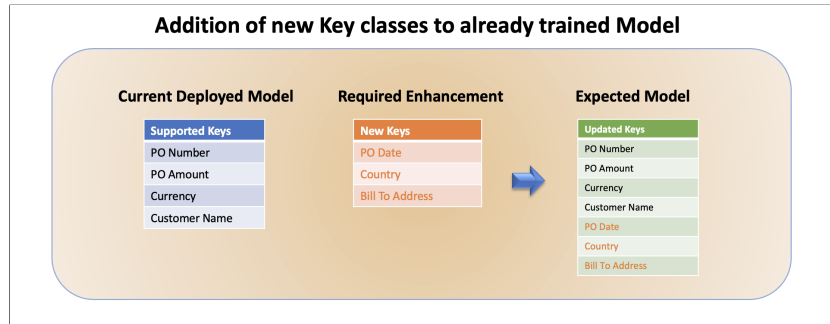 Addition of new Key classes to already trained Model
Current Deployed Model
Supported Keys
PO Number
PO Amount
Currency
Customer Name
Required Enhancement
New Keys
PO Date
Country
Bill To Address
Expected Model
Updated Keys
PO Number
PO Amount
Currency
Customer Name
PO Date
Country
Bill To Address